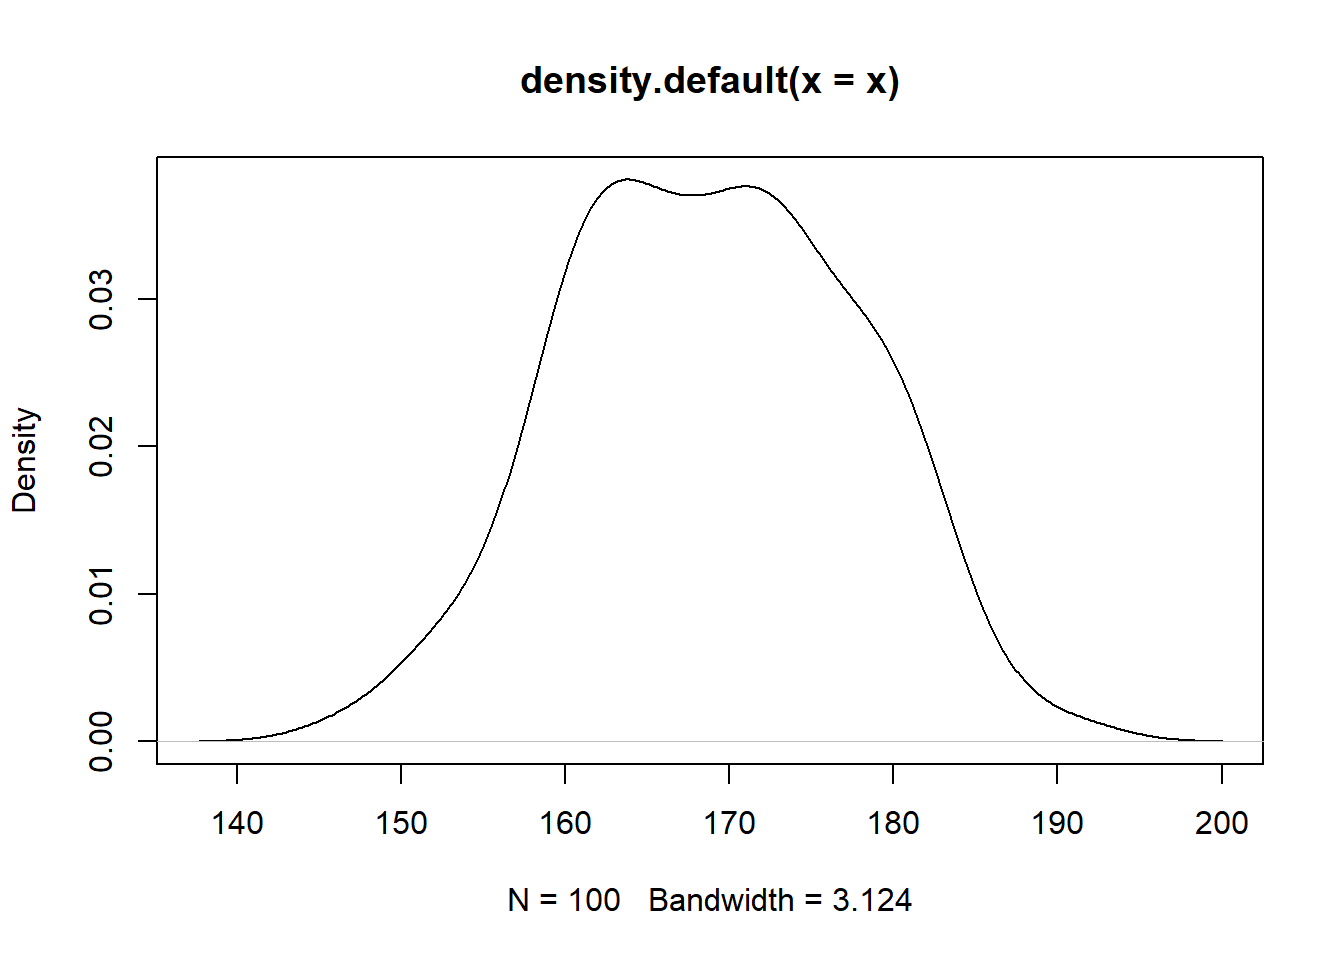 density.default(x = x)
Density
0.00
0.01
0.02
0.03
140 150 160 170 180 190 200
N = 100   Bandwidth = 3.124